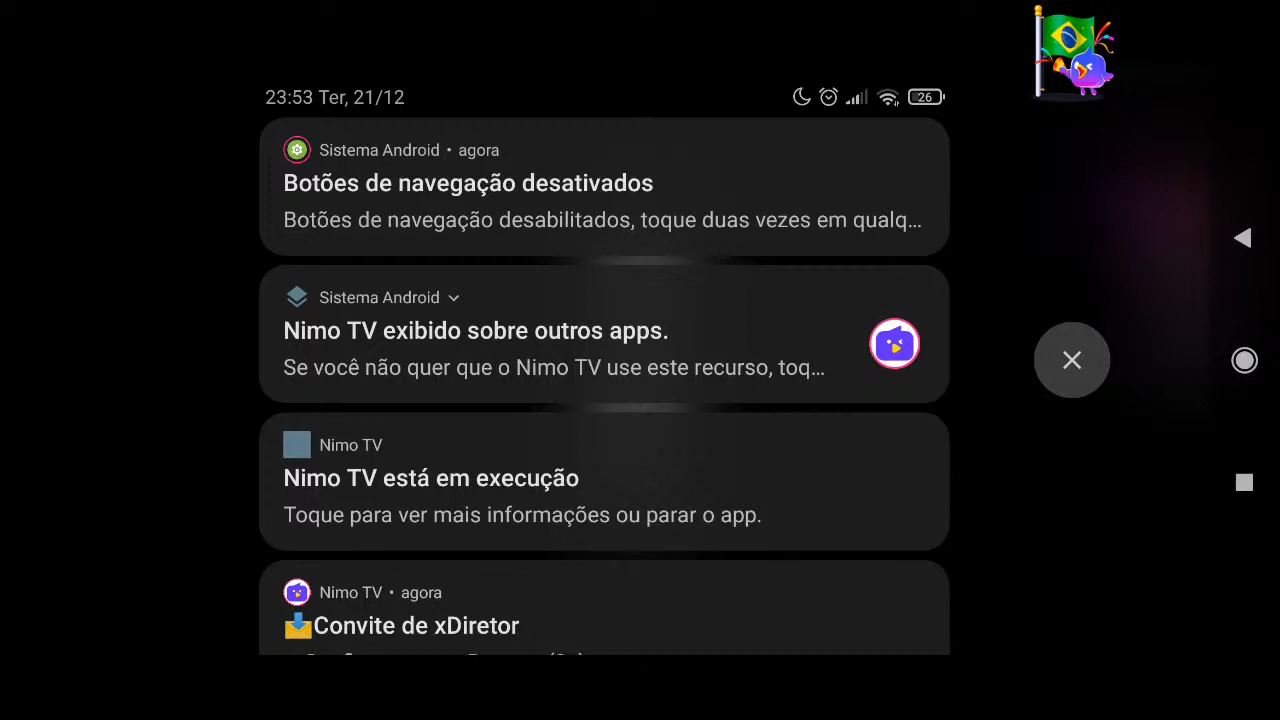 23:53 Ter, 21/12
26
Sistema Android • agora
Botões de navegação desativados
Botões de navegação desabilitados, toque duas vezes em qualq...
Sistema Android
Nimo TV exibido sobre outros apps.
Se você não quer que o Nimo TV use este recurso, toq...
Nimo TV
Nimo TV está em execução
Toque para ver mais informações ou parar o app.
Nimo TV • agora
Convite de xDiretor